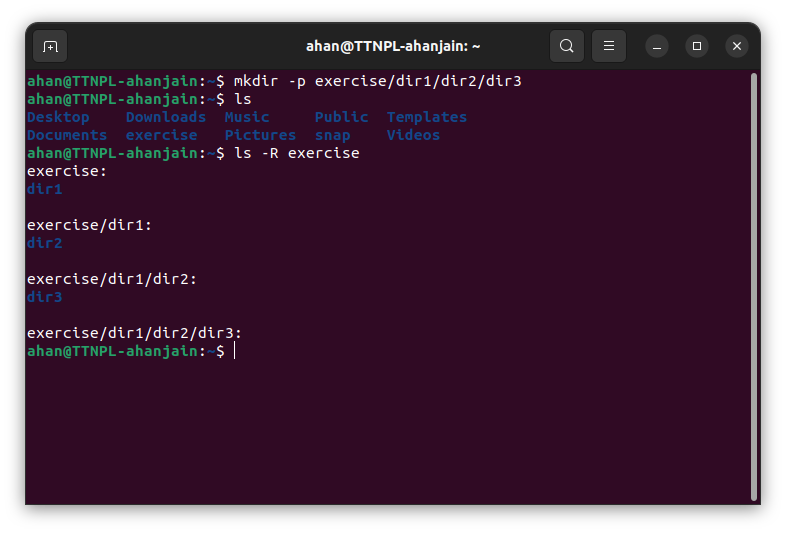 ahan@TTNPL-ahanjain: ~
ahan@TTNPL-ahanjain:~$ mkdir -p exercise/dir1/dir2/dir3
ahan@TTNPL-ahanjain:~$ ls
Desktop    Downloads  Music     Public  Templates
Documents  exercise   Pictures  snap    Videos
ahan@TTNPL-ahanjain:~$ ls -R exercise
exercise:
dir1

exercise/dir1:
dir2

exercise/dir1/dir2:
dir3

exercise/dir1/dir2/dir3:
ahan@TTNPL-ahanjain:~$